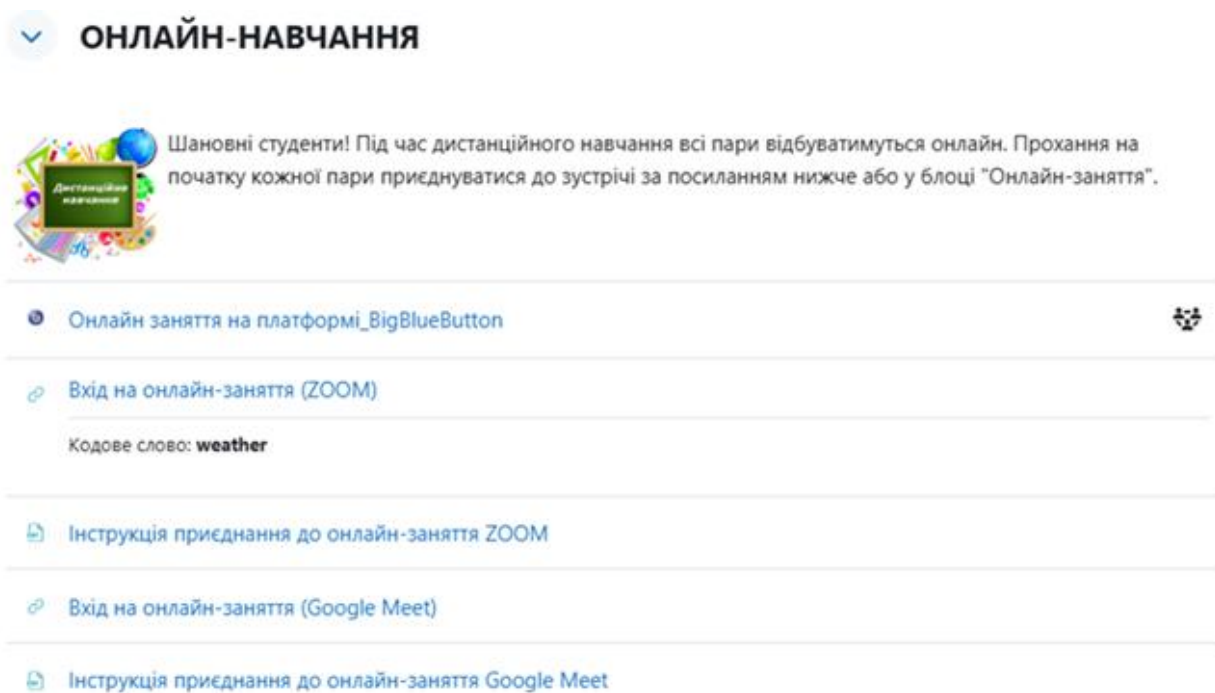 ОНЛАЙН-НАВЧАННЯ
Шановні студенти! Під час дистанційного навчання всі пари відбуватимуться онлайн. Прохання на
початку кожної пари приєднуватися до зустрічі за посиланням нижче або у блоці "Онлайн-заняття".
Дистанційне
навчання
Онлайн заняття на платформі_BigBlueButton
Вхід на онлайн-заняття (ZOOM)
Кодове слово: weather
Інструкція приєднання до онлайн-заняття ZOOM
Вхід на онлайн-заняття (Google Meet)
Інструкція приєднання до онлайн-заняття Google Meet